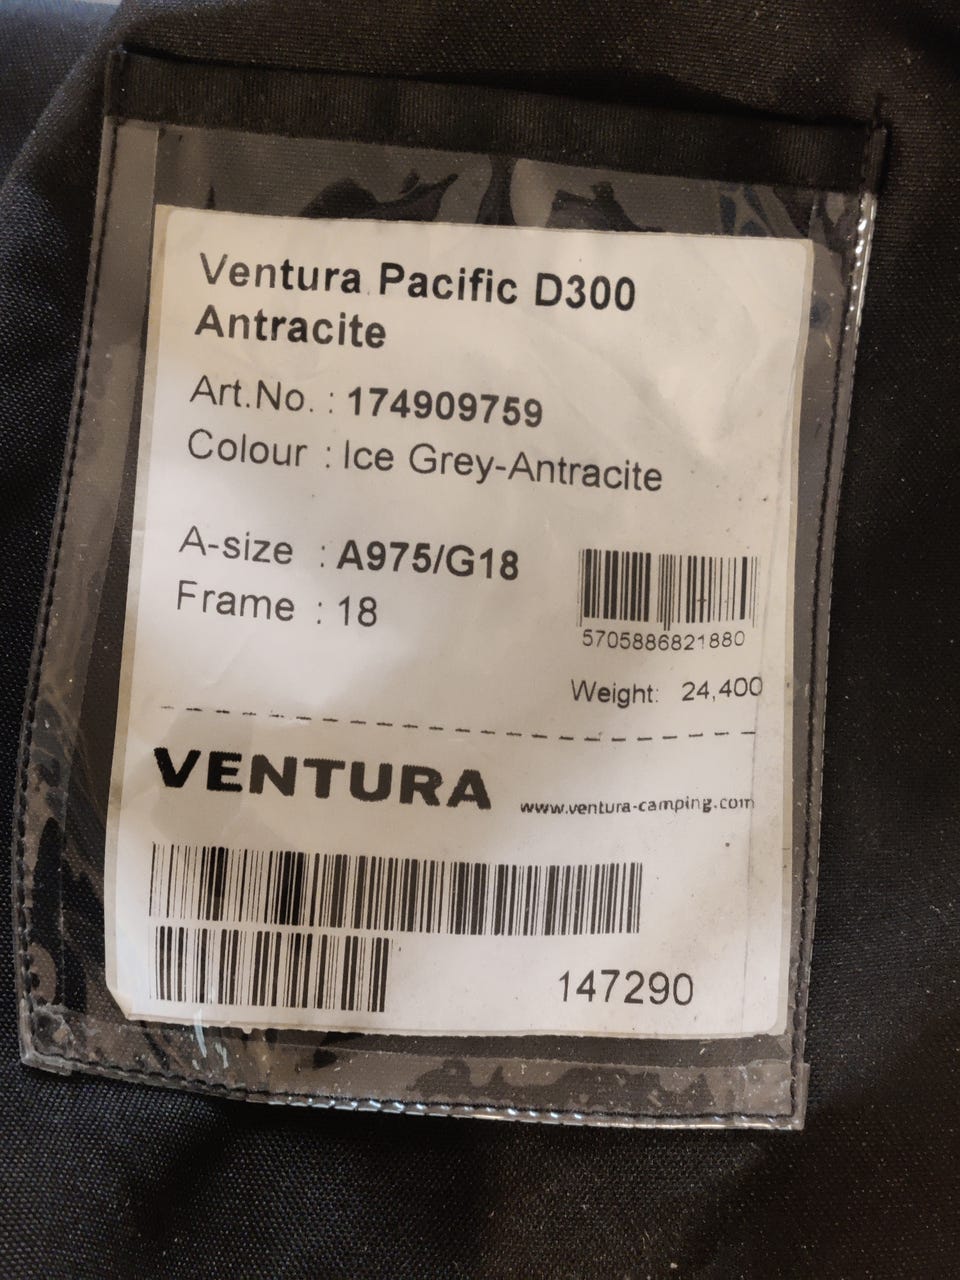 Ventura Pacific D300
Antracite
Art.No. : 174909759
Colour : Ice Grey-Antracite
A-size : A975/G18
Frame : 18
5705886821880
Weight: 24,400
VENTURA
www.ventura-camping.com
147290